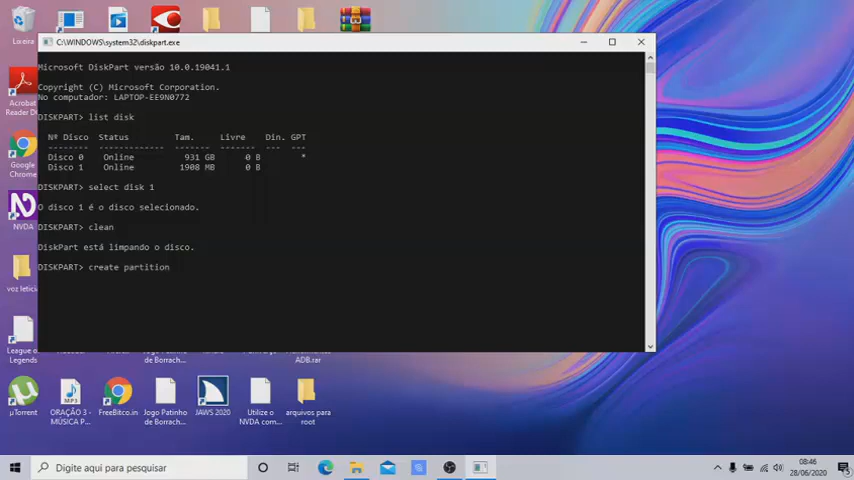 C:\WINDOWS\system32\diskpart.exe
Microsoft DiskPart versão 10.0.19041.1
Copyright (C) Microsoft Corporation.
No computador: LAPTOP-EE9N0772
DISKPART> list disk
Nº Disco Status Tam. Livre Din. GPT
-------- ------------- ------- ------- --- ---
Disco 0 Online 931 GB 0 B *
Disco 1 Online 1908 MB 0 B
DISKPART> select disk 1
O disco 1 é o disco selecionado.
DISKPART> clean
DiskPart está limpando o disco.
DISKPART> create partition
Lixeira
Acrobat
Reader D
Google
Chrome
NVDA
voz letici
League o
Legends
Jogo Patinho
de Borrach...
ADB.rar
µTorrent
ORAÇÃO 3 -
MÚSICA P...
FreeBitco.in
Jogo Patinho
de Borrach...
JAWS 2020
Utilize o
NVDA com...
arquivos para
root
Digite aqui para pesquisar
08:46
28/06/2020